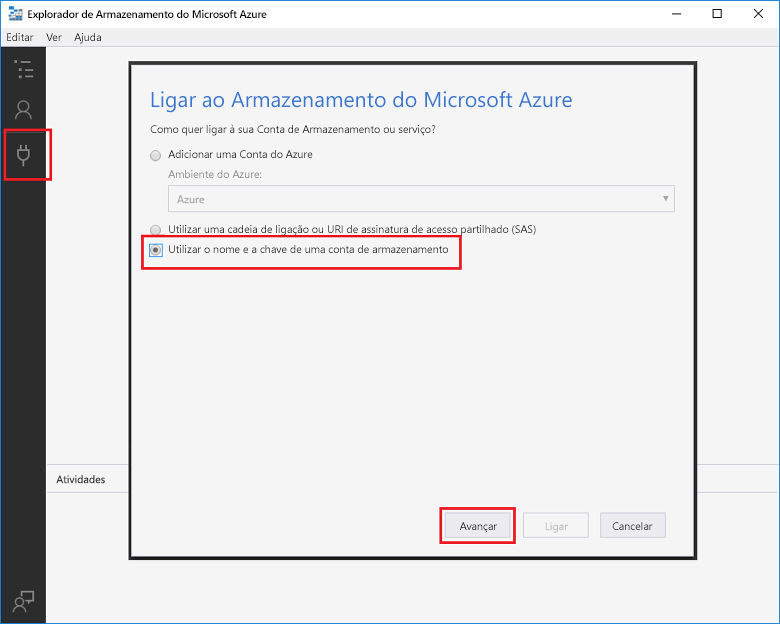 Explorador de Armazenamento do Microsoft Azure
Editar Ver Ajuda
Ligar ao Armazenamento do Microsoft Azure
Como quer ligar à sua Conta de Armazenamento ou serviço?
Adicionar uma Conta do Azure
Ambiente do Azure:
Azure
Utilizar uma cadeia de ligação ou URI de assinatura de acesso partilhado (SAS)
Utilizar o nome e a chave de uma conta de armazenamento
Atividades
Avançar Ligar Cancelar